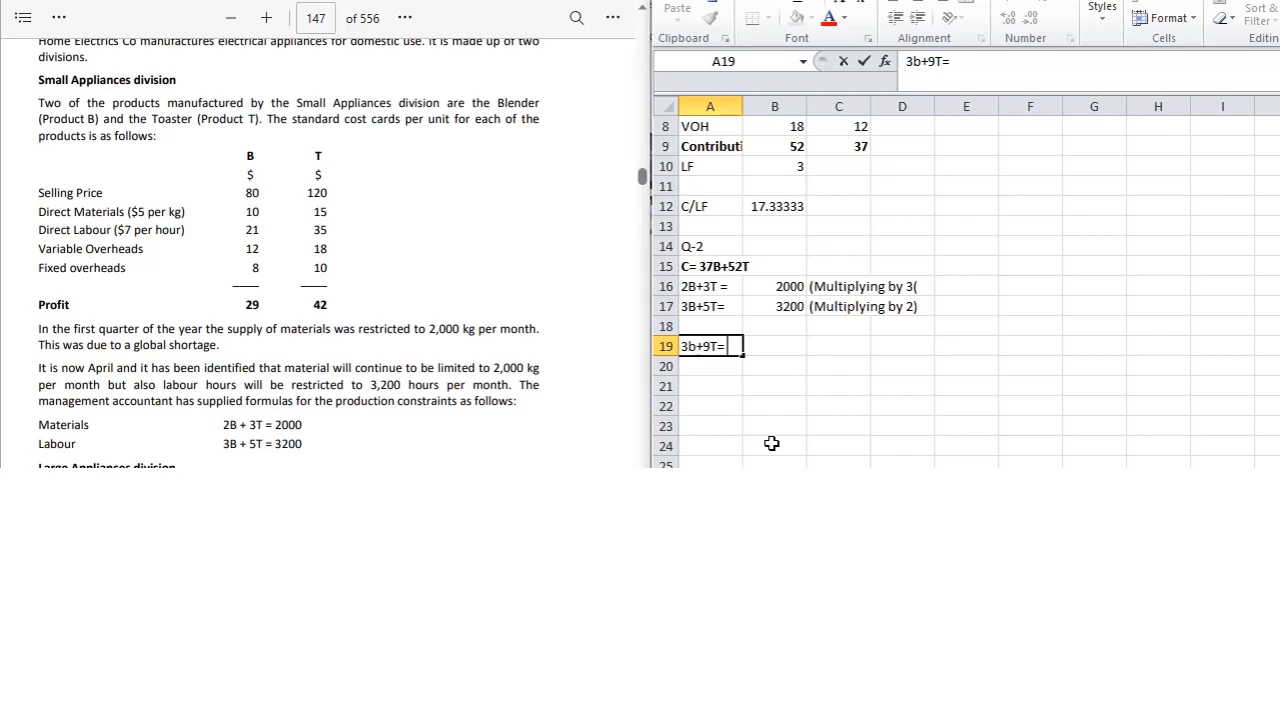 147 of 556
Home Electrics Co manufactures electrical appliances for domestic use. It is made up of two
divisions.
Small Appliances division
Two of the products manufactured by the Small Appliances division are the Blender
(Product B) and the Toaster (Product T). The standard cost cards per unit for each of the
products is as follows:
B T
$ $
Selling Price 80 120
Direct Materials ($5 per kg) 10 15
Direct Labour ($7 per hour) 21 35
Variable Overheads 12 18
Fixed overheads 8 10
Profit 29 42
In the first quarter of the year the supply of materials was restricted to 2,000 kg per month.
This was due to a global shortage.
It is now April and it has been identified that material will continue to be limited to 2,000 kg
per month but also labour hours will be restricted to 3,200 hours per month. The
management accountant has supplied formulas for the production constraints as follows:
Materials 2B + 3T = 2000
Labour 3B + 5T = 3200
Large Appliances division
Paste
Styles
Format
Sort &
Filter
Clipboard Font Alignment Number Cells Editin
A19 fx 3b+9T=
A B C D E F G H I
8 VOH 18 12
9 Contributi 52 37
10 LF 3
11
12 C/LF 17.33333
13
14 Q-2
15 C= 37B+52T
16 2B+3T = 2000 (Multiplying by 3(
17 3B+5T= 3200 (Multiplying by 2)
18
19 3b+9T=
20
21
22
23
24
25